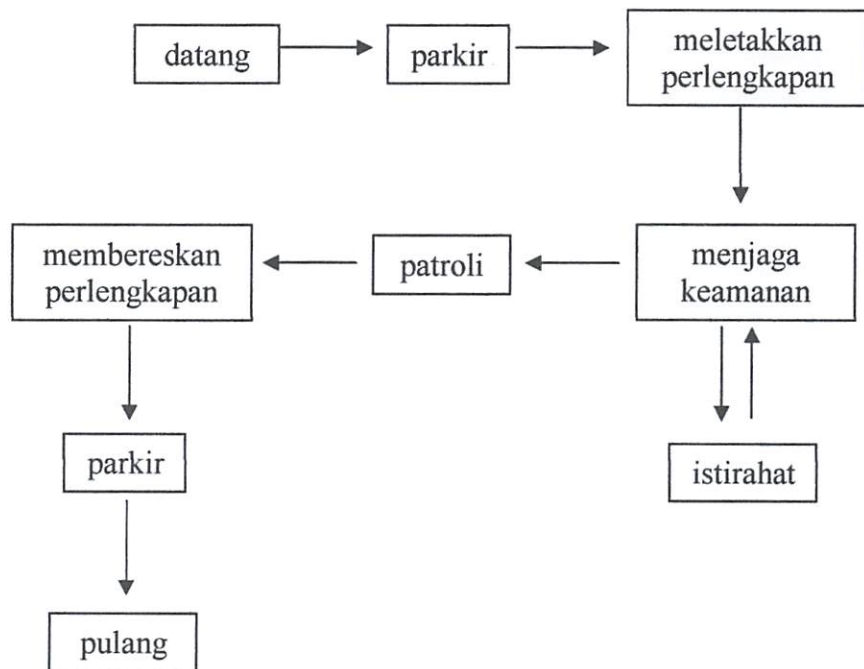 datang
parkir
meletakkan
perlengkapan
menjaga
keamanan
istirahat
patroli
membereskan
perlengkapan
parkir
pulang